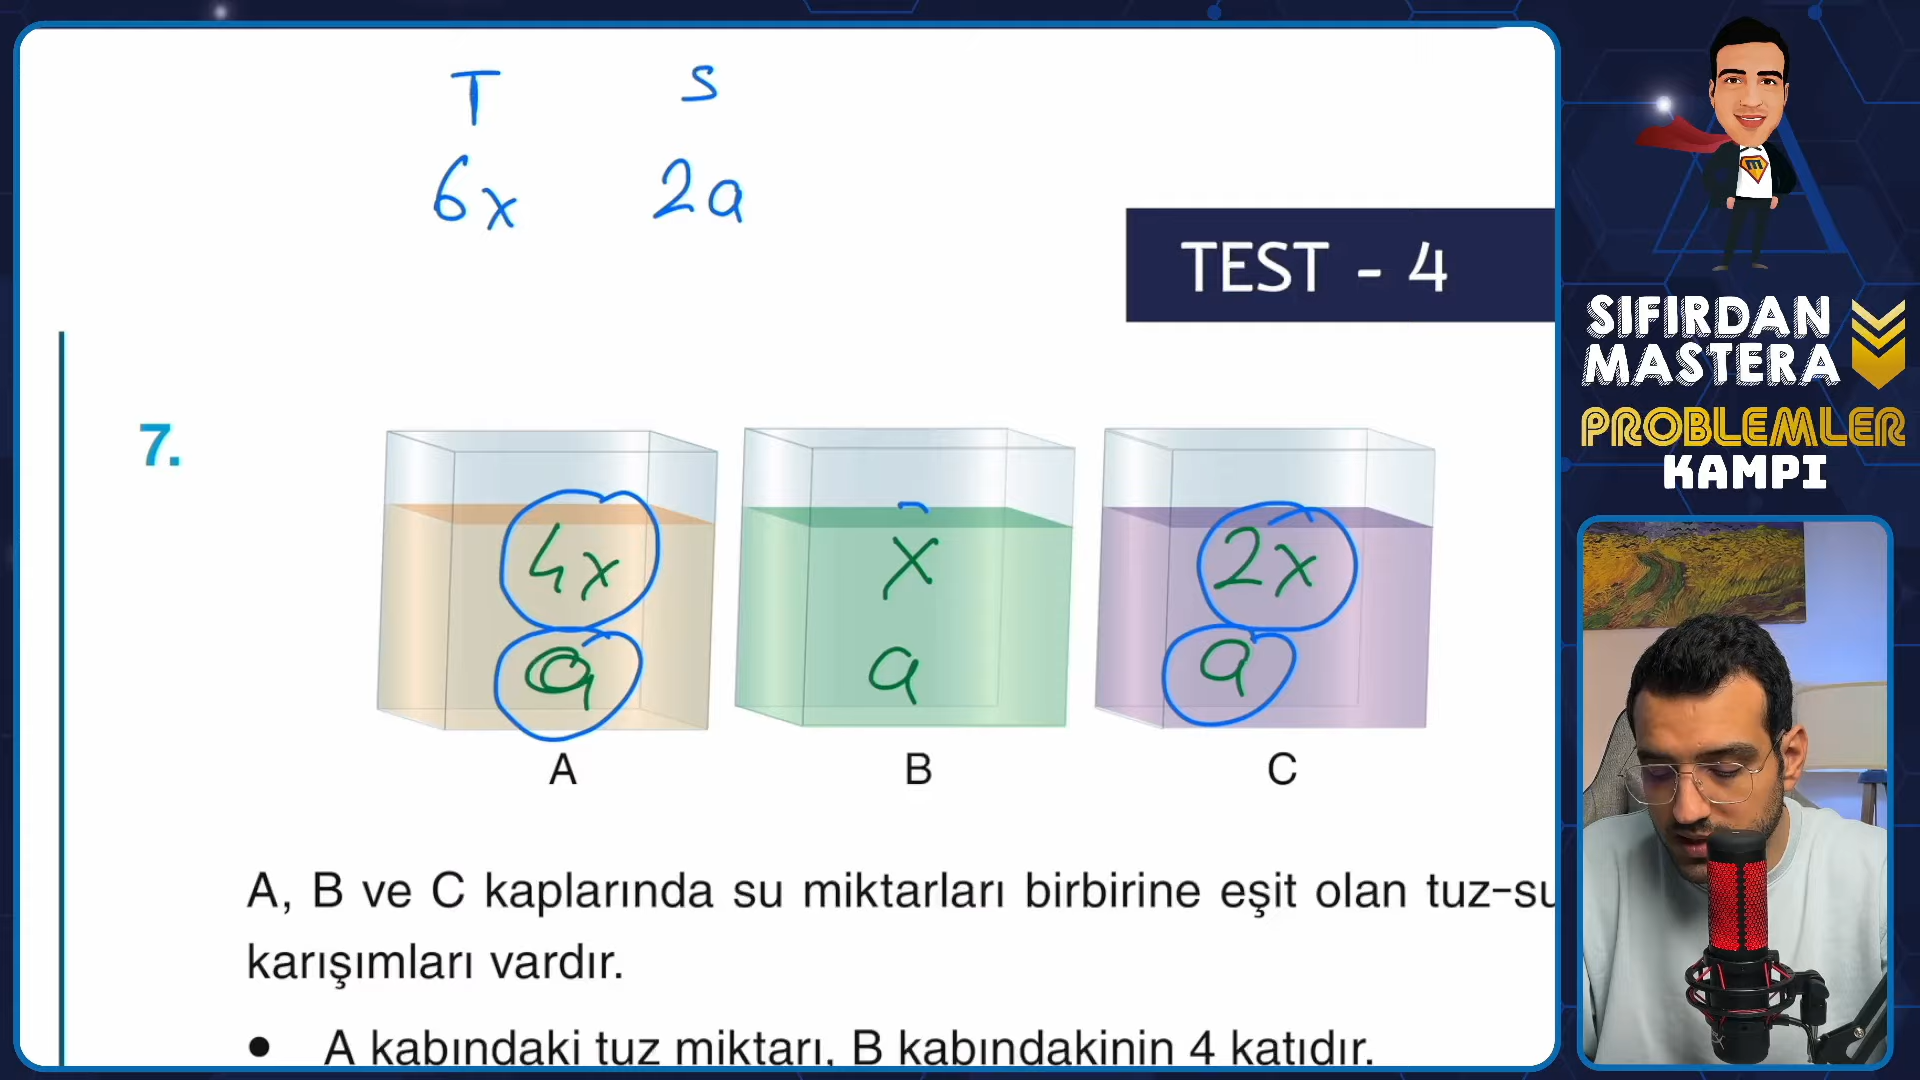 T S
6x 2a
TEST - 4
7.
4x x 2x
a a a
A B C
A, B ve C kaplarında su miktarları birbirine eşit olan tuz-su
karışımları vardır.
• A kabındaki tuz miktarı, B kabındakinin 4 katıdır.
SIFIRDAN
MASTERA
PROBLEMLER
KAMPI